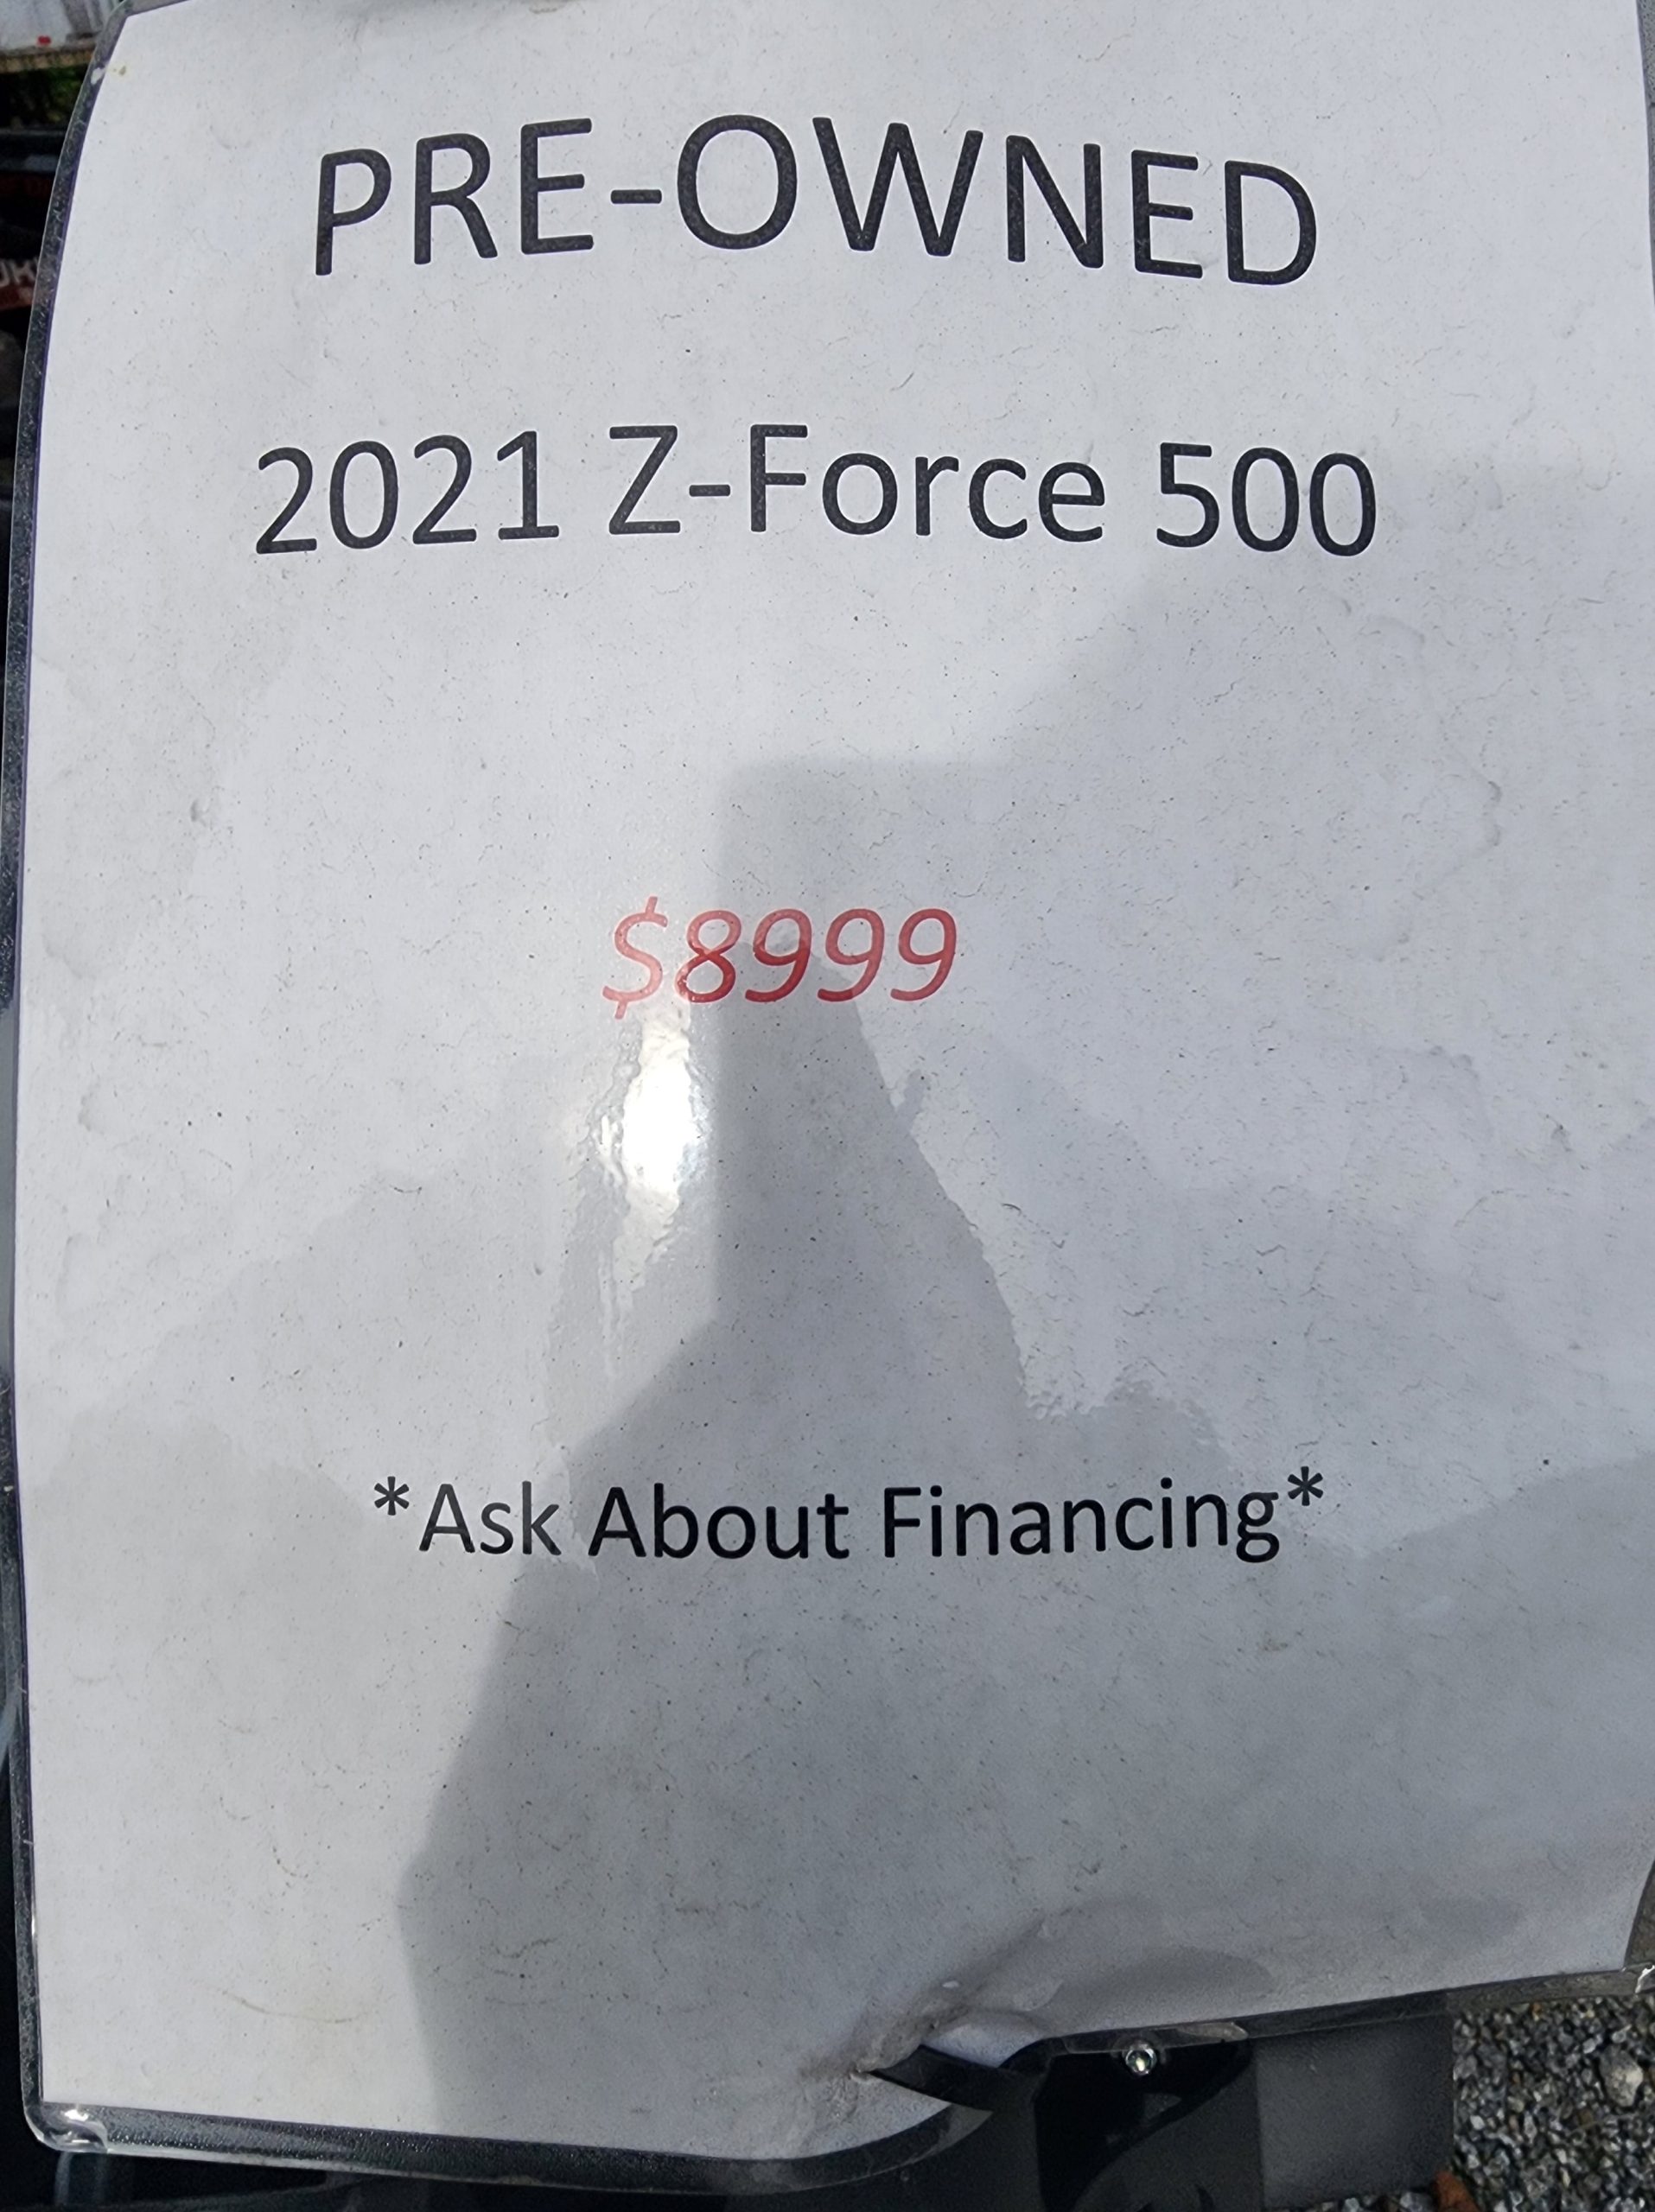 PRE-OWNED
2021 Z-Force 500
$8999
*Ask About Financing*